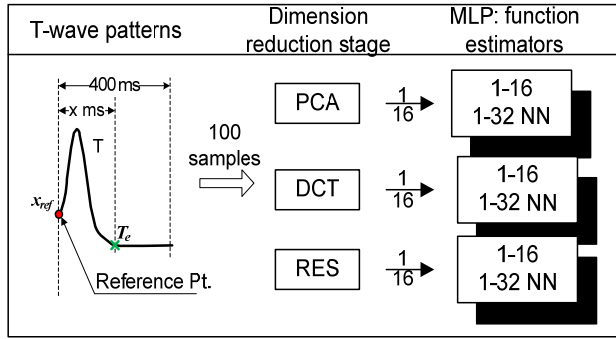 T-wave patterns
Dimension
reduction stage
MLP: function
estimators
400 ms
x ms
T
x_ref
T_e
Reference Pt.
100
samples
PCA
1
16
1-16
1-32 NN
DCT
1
16
1-16
1-32 NN
RES
1
16
1-16
1-32 NN